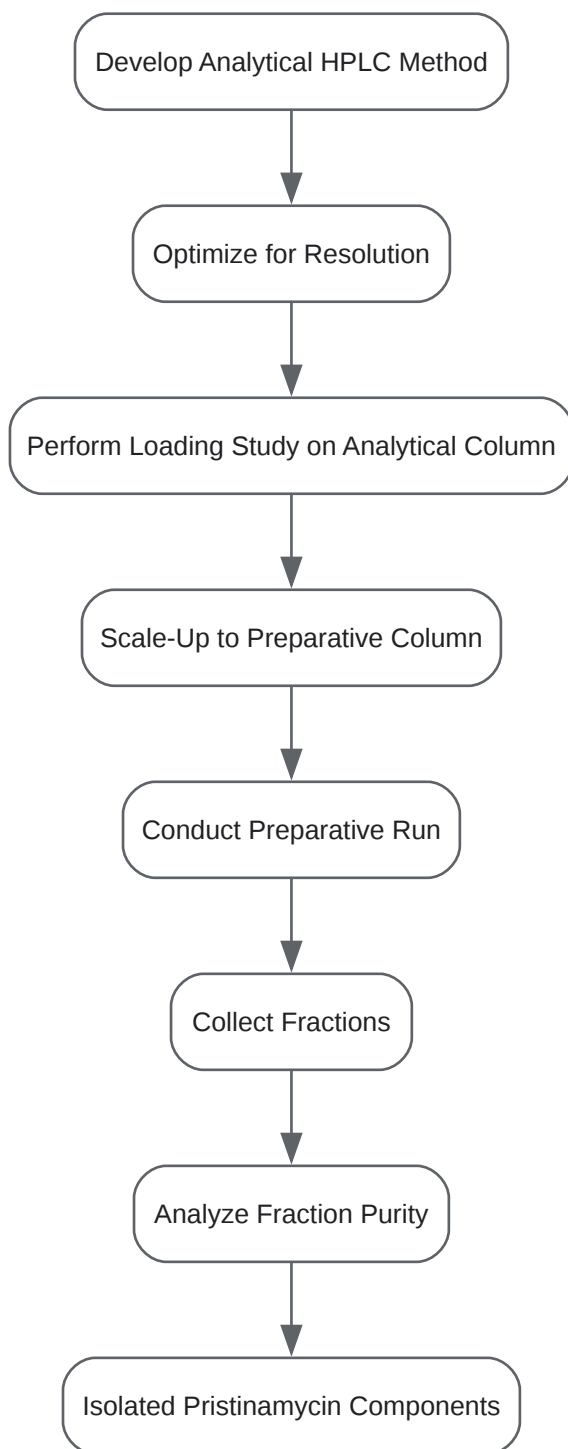 Develop Analytical HPLC Method
Optimize for Resolution
Perform Loading Study on Analytical Column
Scale-Up to Preparative Column
Conduct Preparative Run
Collect Fractions
Analyze Fraction Purity
Isolated Pristinamycin Components